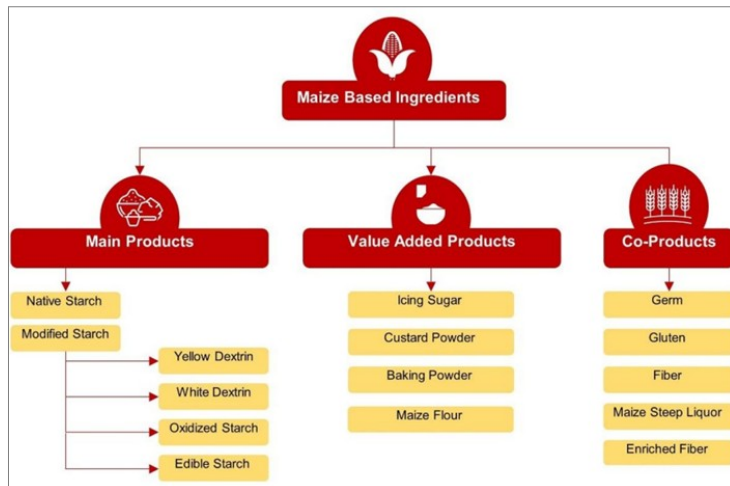 Maize Based Ingredients
Main Products
Value Added Products
Co-Products
Native Starch
Modified Starch
Yellow Dextrin
White Dextrin
Oxidized Starch
Edible Starch
Icing Sugar
Custard Powder
Baking Powder
Maize Flour
Germ
Gluten
Fiber
Maize Steep Liquor
Enriched Fiber